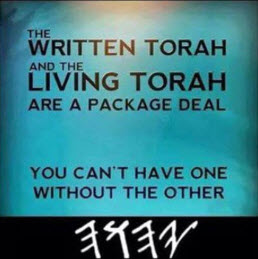 THE
WRITTEN TORAH
AND THE
LIVING TORAH
ARE A PACKAGE DEAL
YOU CAN'T HAVE ONE
WITHOUT THE OTHER
𐤉𐤄𐤅𐤄